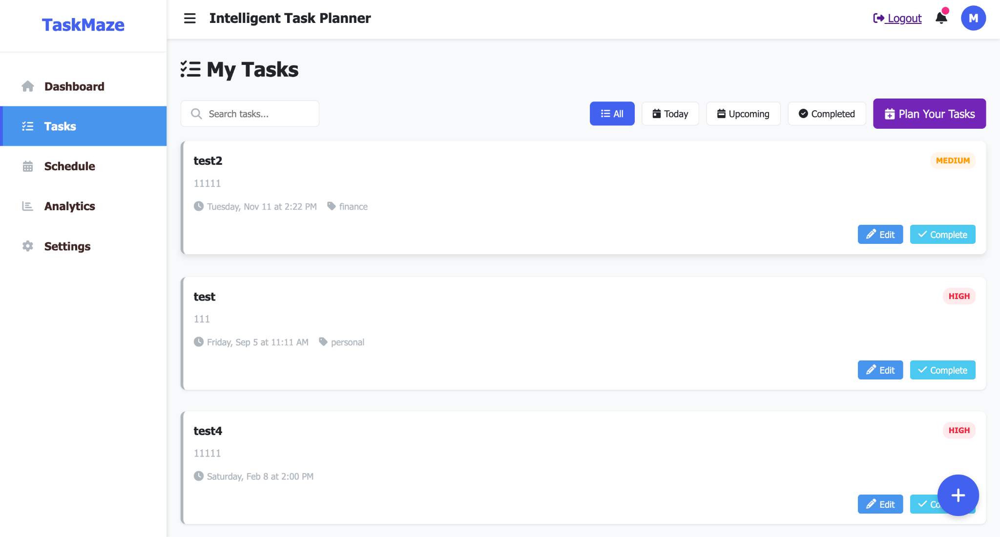 TaskMaze
Intelligent Task Planner
Logout
M
Dashboard
Tasks
Schedule
Analytics
Settings
My Tasks
Search tasks...
All
Today
Upcoming
Completed
Plan Your Tasks
test2
MEDIUM
11111
Tuesday, Nov 11 at 2:22 PM finance
Edit
Complete
test
HIGH
111
Friday, Sep 5 at 11:11 AM personal
Edit
Complete
test4
HIGH
11111
Saturday, Feb 8 at 2:00 PM
Edit